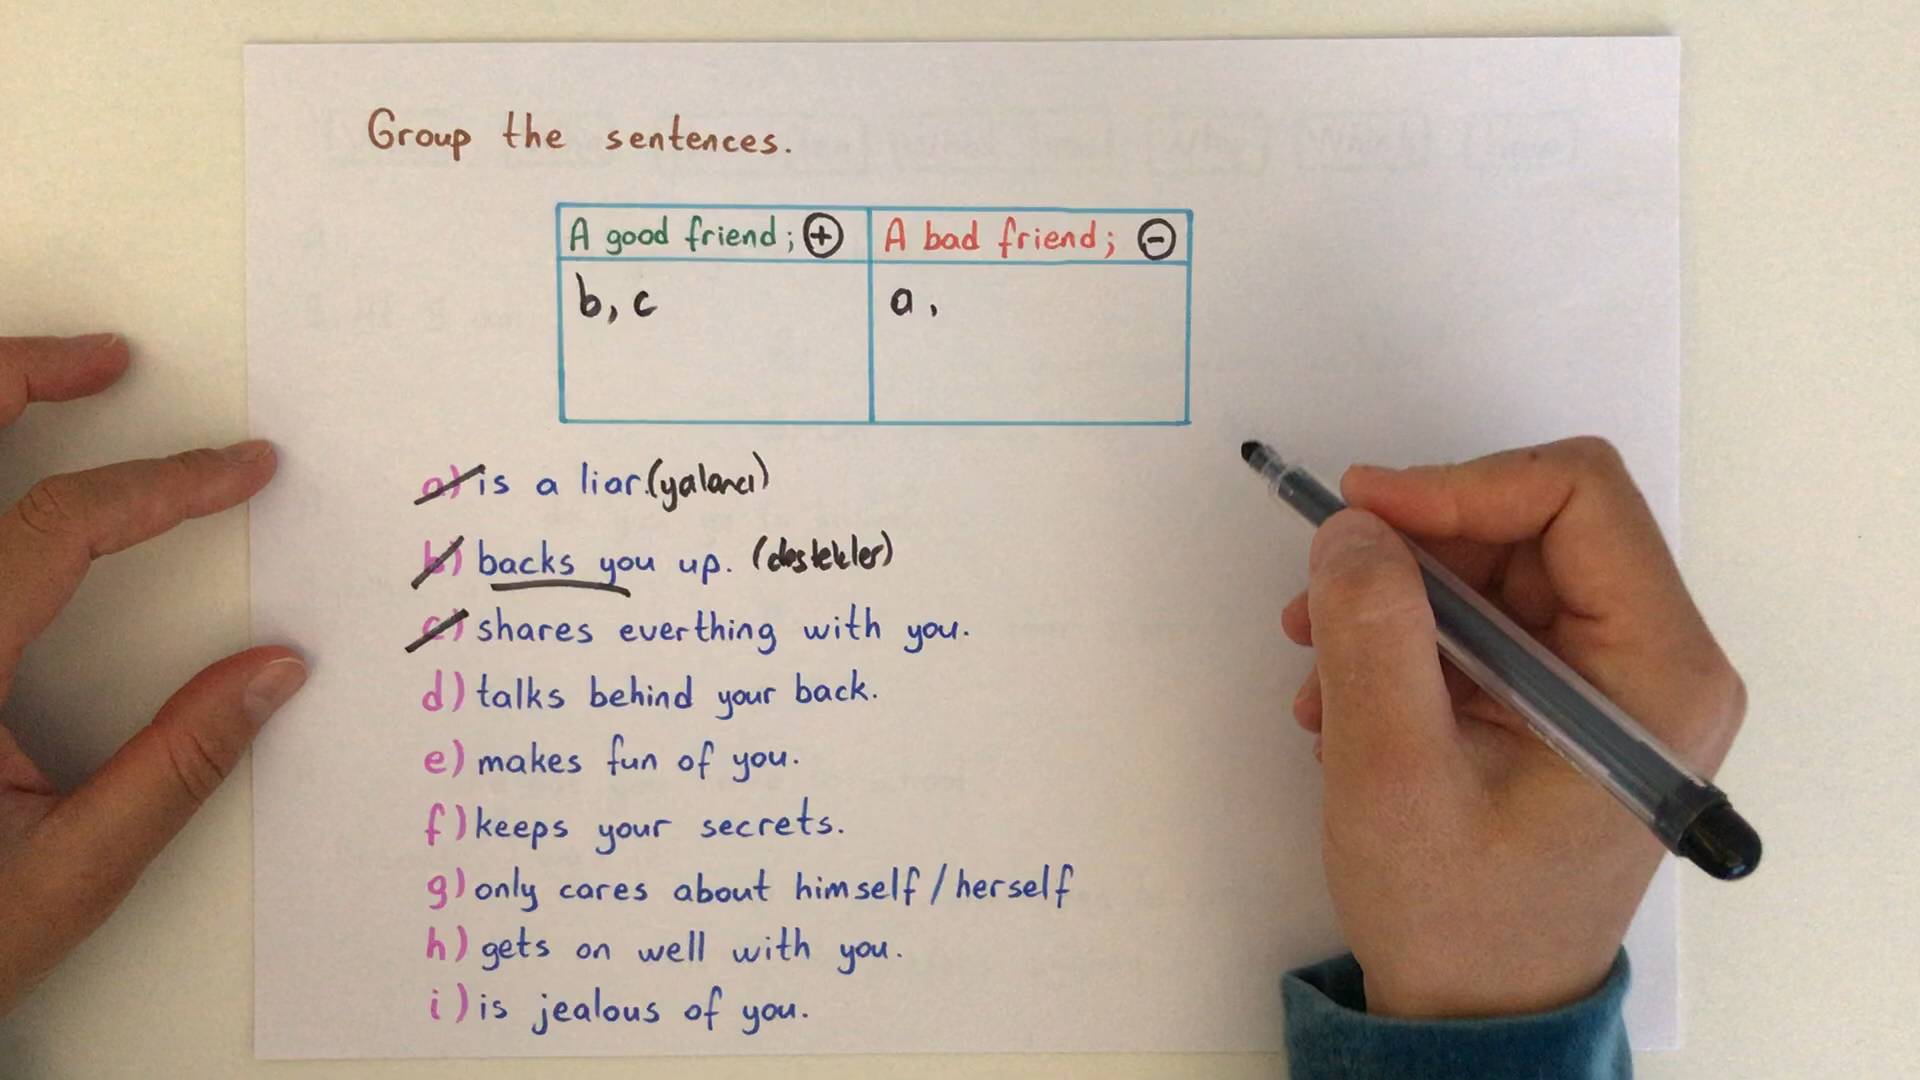 Group the sentences.
A good friend; + A bad friend; -
b, c a,
a) is a liar. (yalancı)
b) backs you up. (destekler)
c) shares everthing with you.
d) talks behind your back.
e) makes fun of you.
f) keeps your secrets.
g) only cares about himself/herself
h) gets on well with you.
i) is jealous of you.